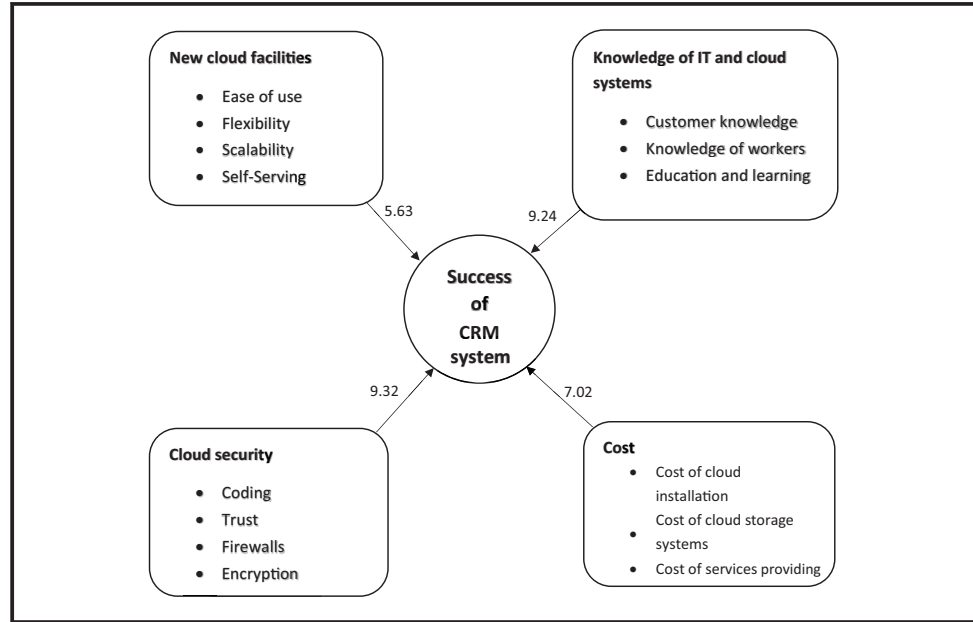 New cloud facilities
• Ease of use
• Flexibility
• Scalability
• Self-Serving
Knowledge of IT and cloud
systems
• Customer knowledge
• Knowledge of workers
• Education and learning
5.63
9.24
Success
of
CRM
system
9.32
7.02
Cloud security
• Coding
• Trust
• Firewalls
• Encryption
Cost
• Cost of cloud
installation
• Cost of cloud storage
systems
• Cost of services providing